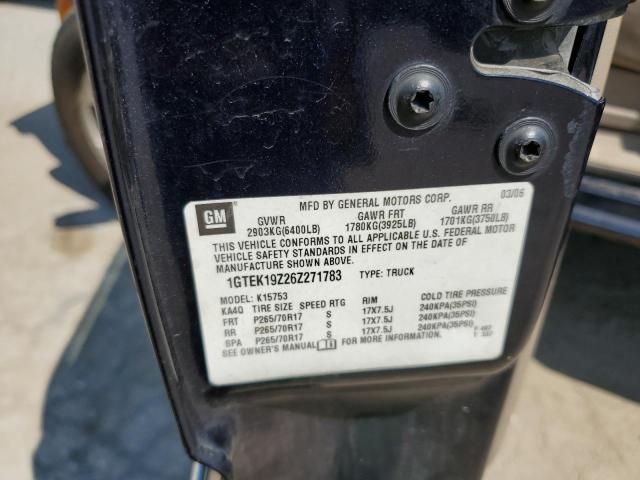 MFD BY GENERAL MOTORS CORP. 03/06
GM
GVWR GAWR FRT GAWR RR
2903KG(6400LB) 1780KG(3925LB) 1701KG(3750LB)
THIS VEHICLE CONFORMS TO ALL APPLICABLE U.S. FEDERAL MOTOR
VEHICLE SAFETY STANDARDS IN EFFECT ON THE DATE OF
MANUFACTURE SHOWN ABOVE.
1GTEK19Z26Z271783 TYPE: TRUCK
MODEL: K15753
KA4Q TIRE SIZE SPEED RTG RIM COLD TIRE PRESSURE
FRT P265/70R17 S 17X7.5J 240KPA(35PSI)
RR P265/70R17 S 17X7.5J 240KPA(35PSI)
SPA P265/70R17 S 17X7.5J 240KPA(35PSI)
SEE OWNER'S MANUAL FOR MORE INFORMATION.